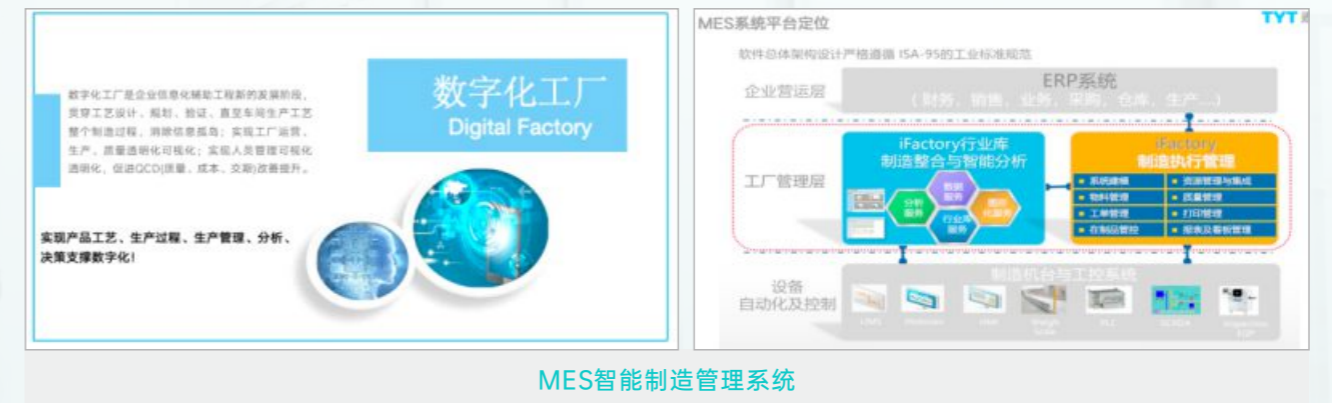 数字化工厂
Digital Factory
数字化工厂是企业信息化辅助工程新的发展阶段，
贯穿工艺设计、规划、验证、直至车间生产工艺
整个制造过程，消除信息孤岛；实现工厂运营、
生产、质量透明化可视化；实现人员管理可视化
透明化，促进QCD(质量，成本，交期)改善提升。
实现产品工艺、生产过程、生产管理、分析、
决策支撑数字化！
MES系统平台定位
TYT
软件总体架构设计严格遵循 ISA-95的工业标准规范
企业营运层
ERP系统
（财务，销售，业务，采购，仓库，生产...）
工厂管理层
iFactory行业库
制造整合与智能分析
数据
服务
分析
服务
行业库
服务
iFactory
制造执行管理
系统建模
资源管理与集成
物料管理
质量管理
工单管理
打印管理
在制品管控
报表及看板管理
设备
自动化及控制
制造机台与工控系统
PLC
SCADA
MES智能制造管理系统